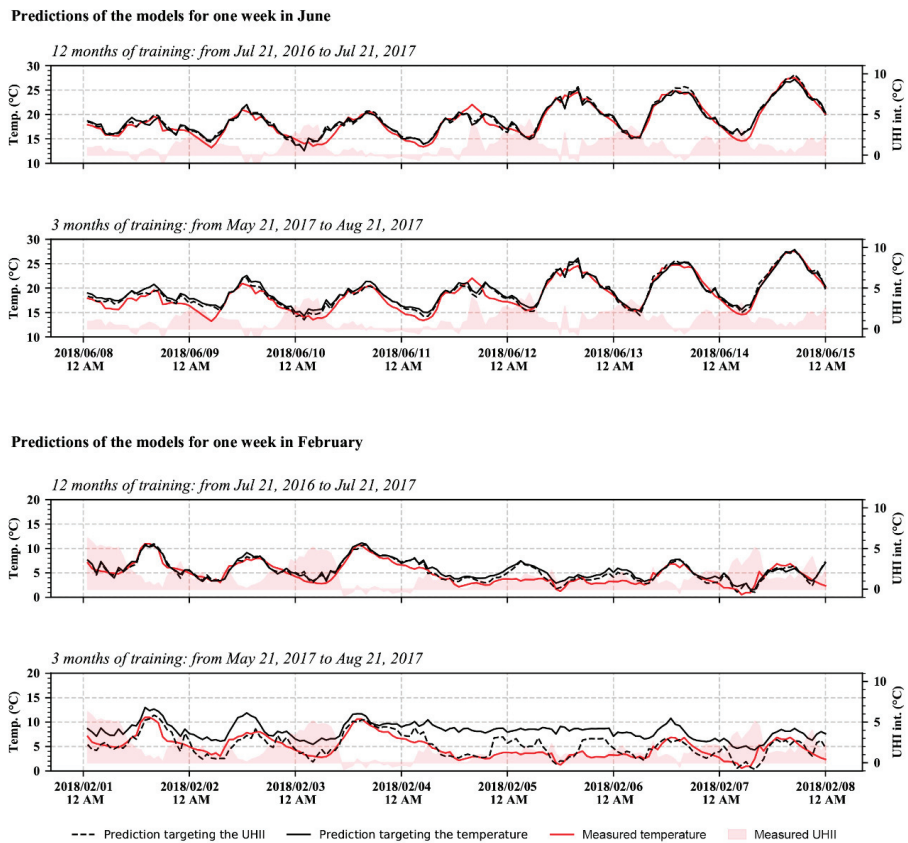 Predictions of the models for one week in June
12 months of training: from Jul 21, 2016 to Jul 21, 2017
30
25
20
15
10
Temp. (°C)
10
5
0
UHI int. (°C)
3 months of training: from May 21, 2017 to Aug 21, 2017
30
25
20
15
10
Temp. (°C)
10
5
0
UHI int. (°C)
2018/06/08 2018/06/09 2018/06/10 2018/06/11 2018/06/12 2018/06/13 2018/06/14 2018/06/15
12 AM 12 AM 12 AM 12 AM 12 AM 12 AM 12 AM 12 AM
Predictions of the models for one week in February
12 months of training: from Jul 21, 2016 to Jul 21, 2017
20
15
10
5
0
Temp. (°C)
10
5
0
UHI int. (°C)
3 months of training: from May 21, 2017 to Aug 21, 2017
20
15
10
5
0
Temp. (°C)
10
5
0
UHI int. (°C)
2018/02/01 2018/02/02 2018/02/03 2018/02/04 2018/02/05 2018/02/06 2018/02/07 2018/02/08
12 AM 12 AM 12 AM 12 AM 12 AM 12 AM 12 AM 12 AM
Prediction targeting the UHII Prediction targeting the temperature Measured temperature Measured UHII